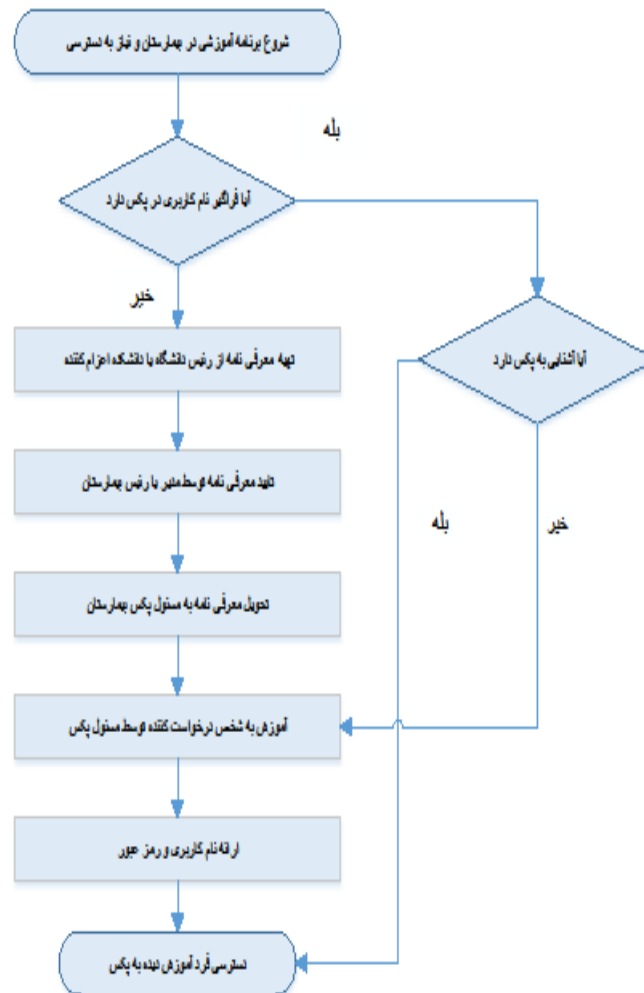 شروع برنامه آموزشی در بیمارستان و نیاز به دسترسی
بله
آیا فراگیر نام کاربری در پکس دارد
خیر
تهیه معرفی نامه از رئیس دانشگاه یا دانشکده اعزام کننده
آیا آشنایی به پکس دارد
تایید معرفی نامه توسط مدیر یا رئیس بیمارستان
بله
خیر
تحویل معرفی نامه به مسئول پکس بیمارستان
آموزش به شخص درخواست کننده توسط مسئول پکس
ارائه نام کاربری و رمز عبور
دسترسی فرد آموزش دیده به پکس